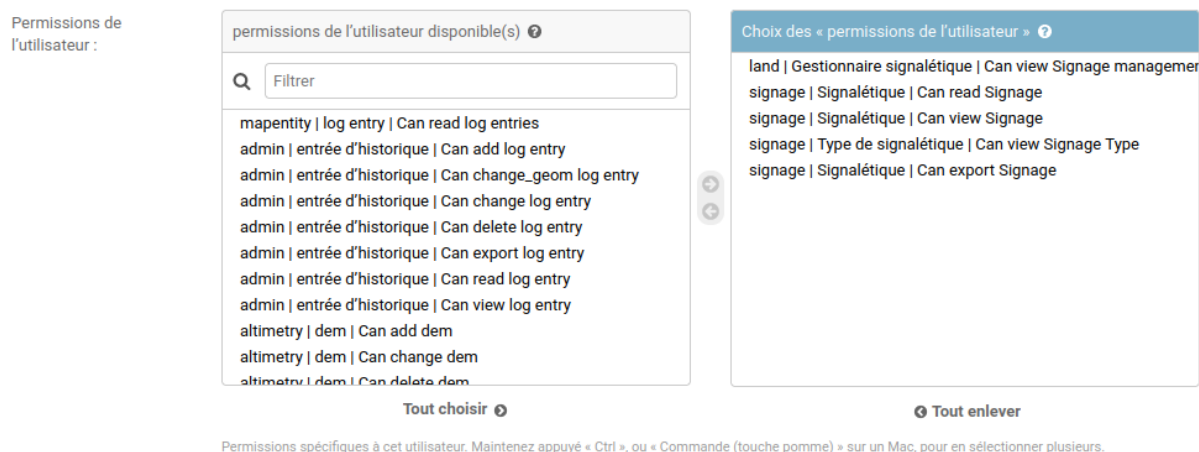 Permissions de
l'utilisateur :
permissions de l'utilisateur disponible(s)
Filtrer
mapentity | log entry | Can read log entries
admin | entrée d'historique | Can add log entry
admin | entrée d'historique | Can change_geom log entry
admin | entrée d'historique | Can change log entry
admin | entrée d'historique | Can delete log entry
admin | entrée d'historique | Can export log entry
admin | entrée d'historique | Can read log entry
admin | entrée d'historique | Can view log entry
altimetry | dem | Can add dem
altimetry | dem | Can change dem
altimetry | dem | Can delete dem
Tout choisir
Choix des « permissions de l'utilisateur »
land | Gestionnaire signalétique | Can view Signage managemer
signage | Signalétique | Can read Signage
signage | Signalétique | Can view Signage
signage | Type de signalétique | Can view Signage Type
signage | Signalétique | Can export Signage
Tout enlever
Permissions spécifiques à cet utilisateur. Maintenez appuyé « Ctrl », ou « Commande (touche pomme) » sur un Mac, pour en sélectionner plusieurs.